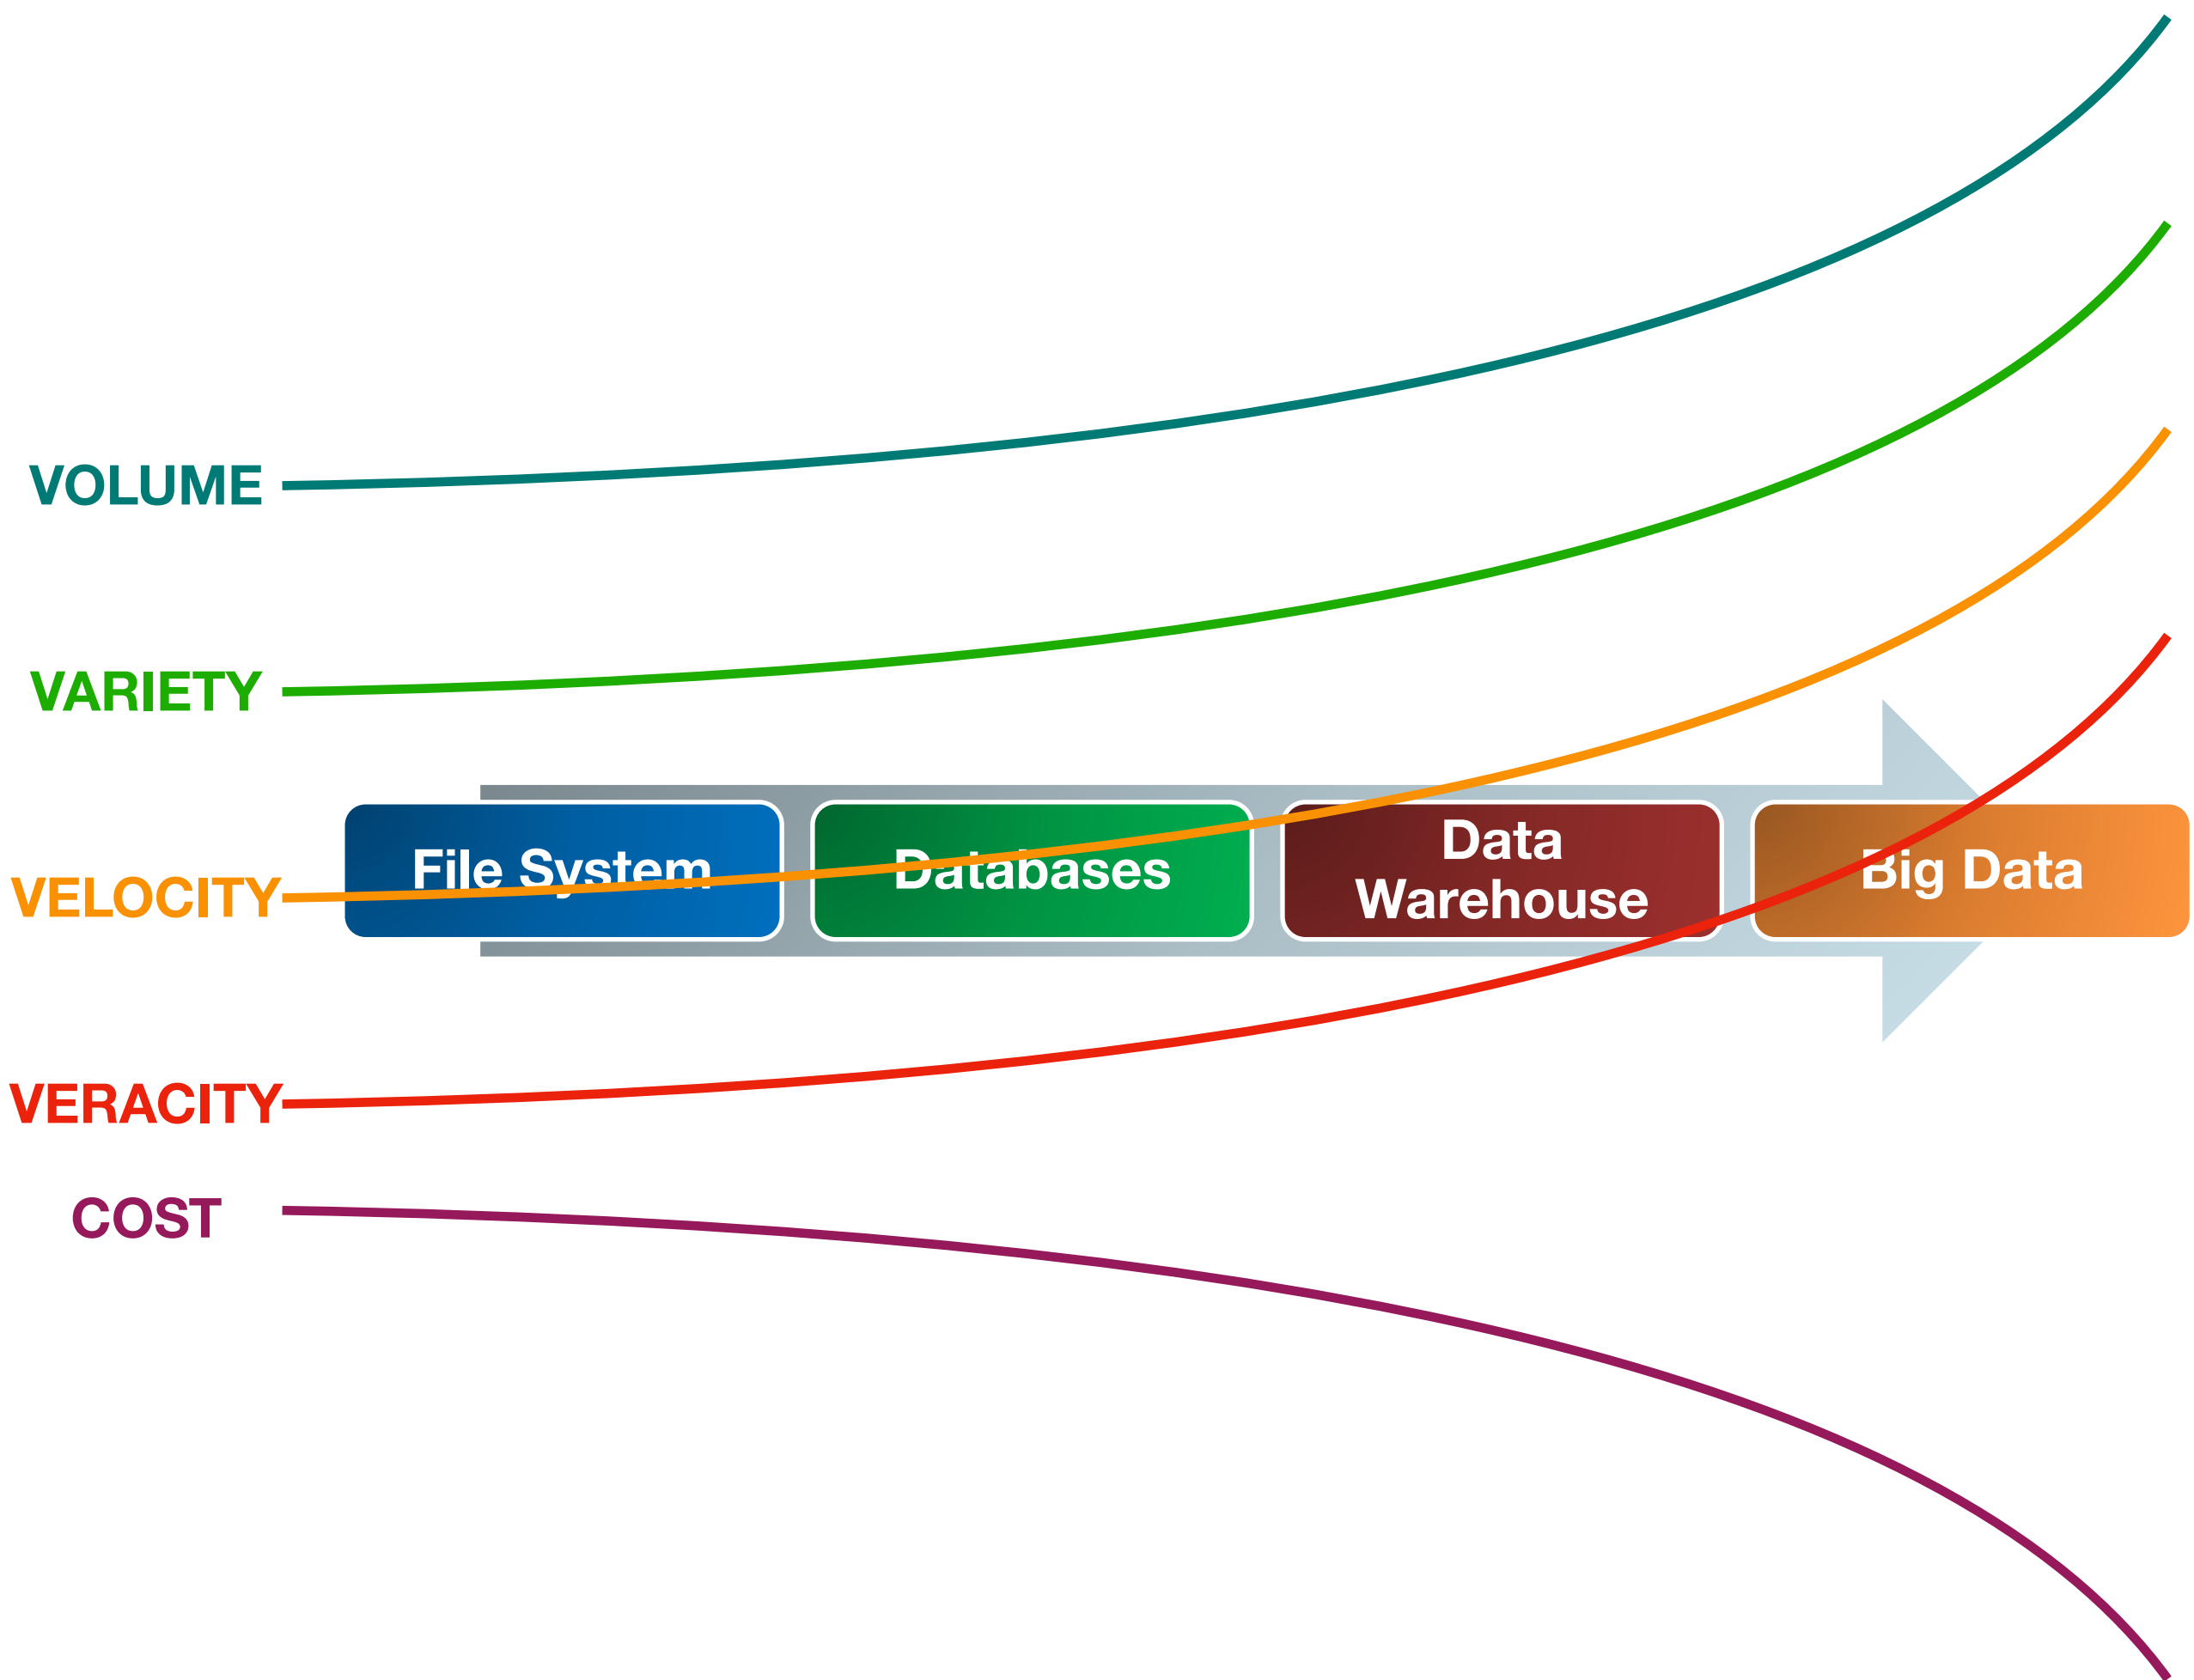 VOLUME
VARIETY
File System
Databases
Data
Warehouse
Big Data
VELOCITY
VERACITY
COST